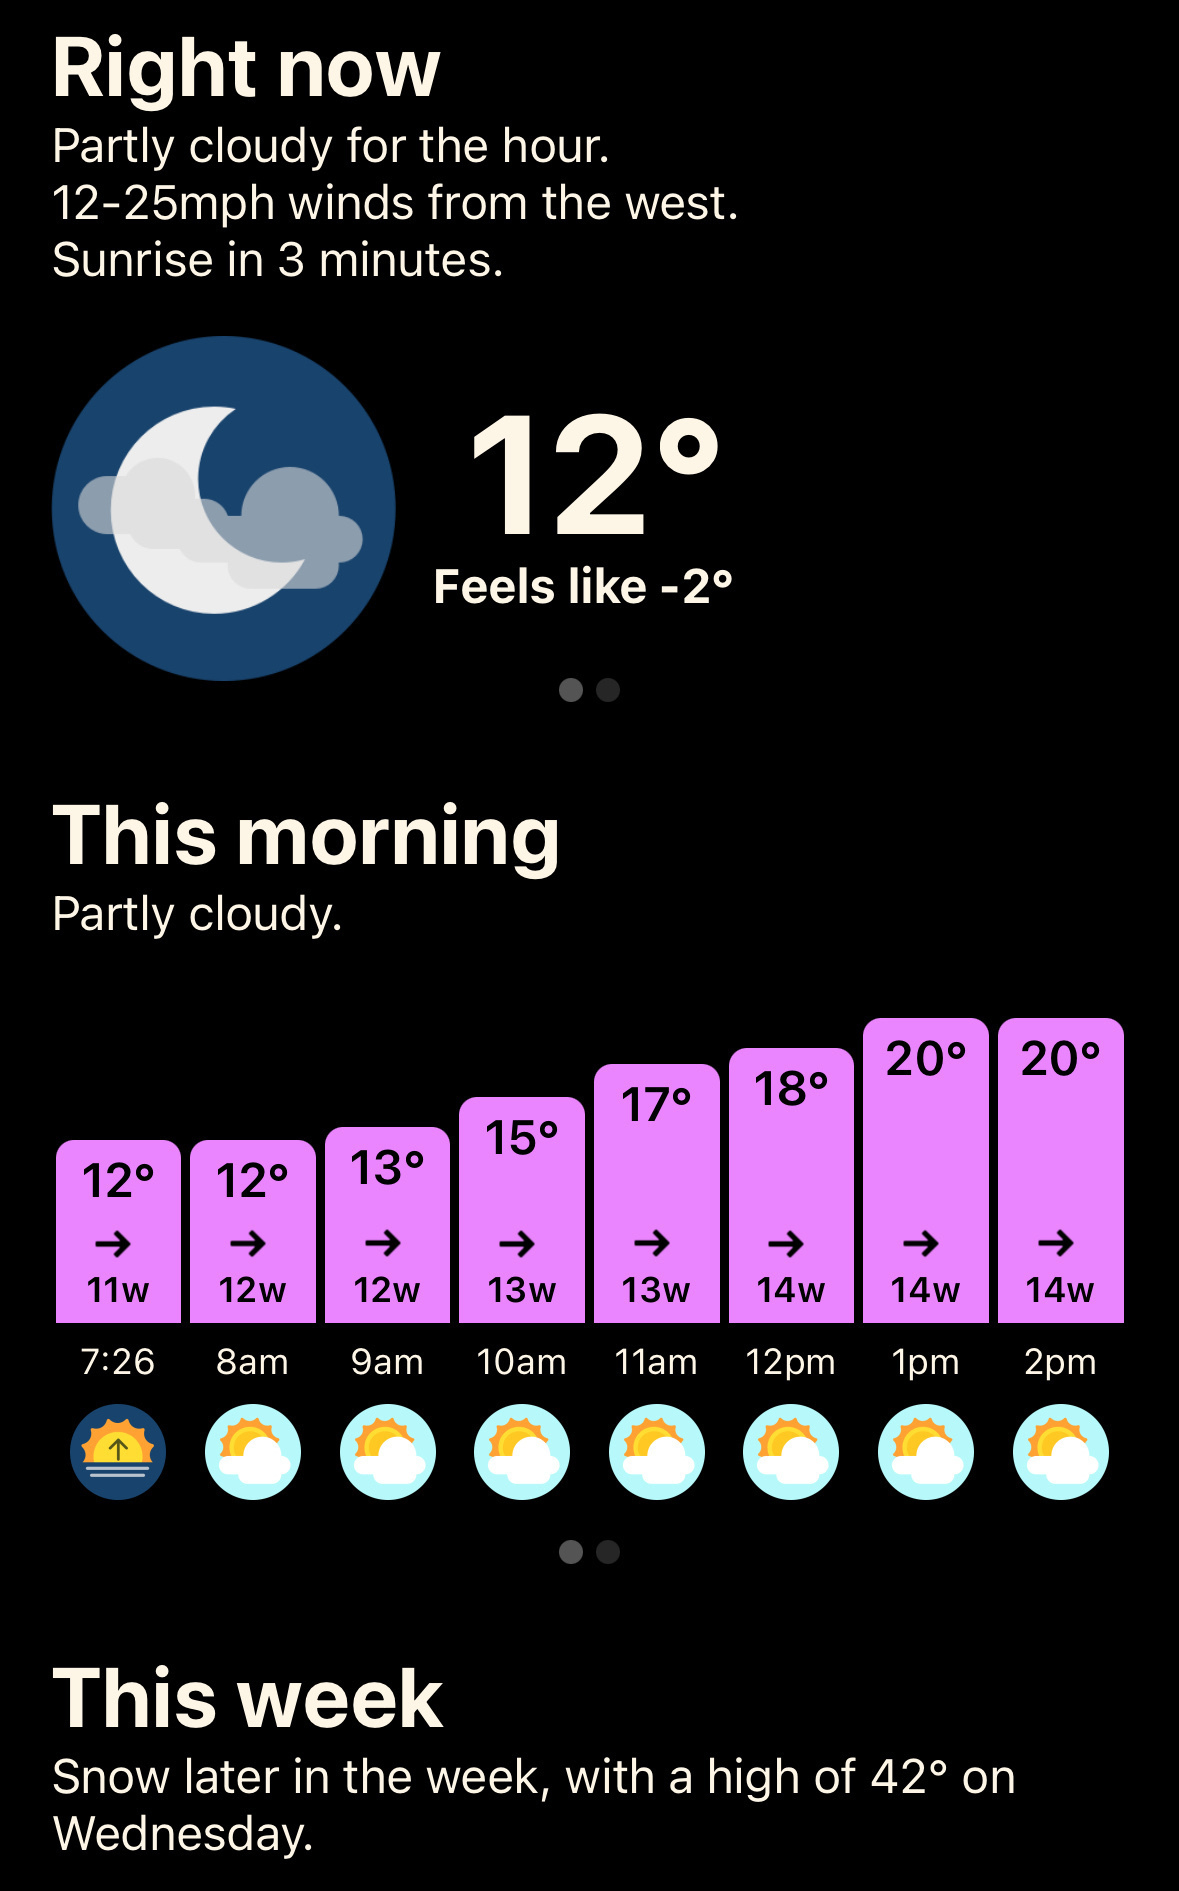 Right now
Partly cloudy for the hour.
12-25mph winds from the west.
Sunrise in 3 minutes.
12°
Feels like -2°
This morning
Partly cloudy.
12° 12° 13° 15° 17° 18° 20° 20°
→ → → → → → → →
11w 12w 12w 13w 13w 14w 14w 14w
7:26 8am 9am 10am 11am 12pm 1pm 2pm
This week
Snow later in the week, with a high of 42° on
Wednesday.